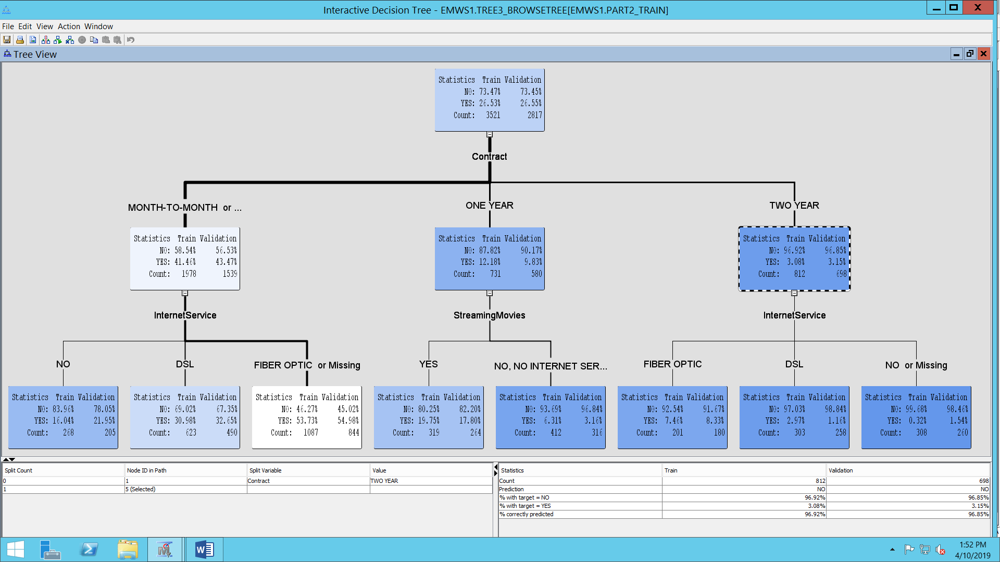 Interactive Decision Tree - EMWS1.TREE3_BROWSETREE[EMWS1.PART2_TRAIN]
File Edit View Action Window
Tree View
Statistics Train Validation
NO: 73.47% 73.45%
YES: 26.53% 26.55%
Count: 3521 2817
Contract
MONTH-TO-MONTH or ...
ONE YEAR
TWO YEAR
Statistics Train Validation
NO: 58.54% 56.53%
YES: 41.46% 43.47%
Count: 1978 1539
Statistics Train Validation
NO: 87.82% 90.17%
YES: 12.18% 9.83%
Count: 731 580
Statistics Train Validation
NO: 96.92% 96.85%
YES: 3.08% 3.15%
Count: 812 698
InternetService
StreamingMovies
InternetService
NO
DSL
FIBER OPTIC or Missing
YES
NO, NO INTERNET SER...
FIBER OPTIC
DSL
NO or Missing
Statistics Train Validation
NO: 83.96% 78.05%
YES: 16.04% 21.95%
Count: 268 205
Statistics Train Validation
NO: 69.02% 67.35%
YES: 30.98% 32.65%
Count: 623 490
Statistics Train Validation
NO: 46.27% 45.02%
YES: 53.73% 54.98%
Count: 1087 844
Statistics Train Validation
NO: 80.25% 82.20%
YES: 19.75% 17.80%
Count: 319 264
Statistics Train Validation
NO: 93.69% 96.84%
YES: 6.31% 3.16%
Count: 412 316
Statistics Train Validation
NO: 92.54% 91.67%
YES: 7.46% 8.33%
Count: 201 180
Statistics Train Validation
NO: 97.03% 98.84%
YES: 2.97% 1.16%
Count: 303 258
Statistics Train Validation
NO: 99.68% 98.46%
YES: 0.32% 1.54%
Count: 308 260
Split Count Node ID in Path Split Variable Value
0 1 Contract TWO YEAR
1 5 (Selected)
Statistics Train Validation
Count 812 698
Prediction NO NO
% with target = NO 96.92% 96.85%
% with target = YES 3.08% 3.15%
% correctly predicted 96.92% 96.85%
1:52 PM
4/10/2019